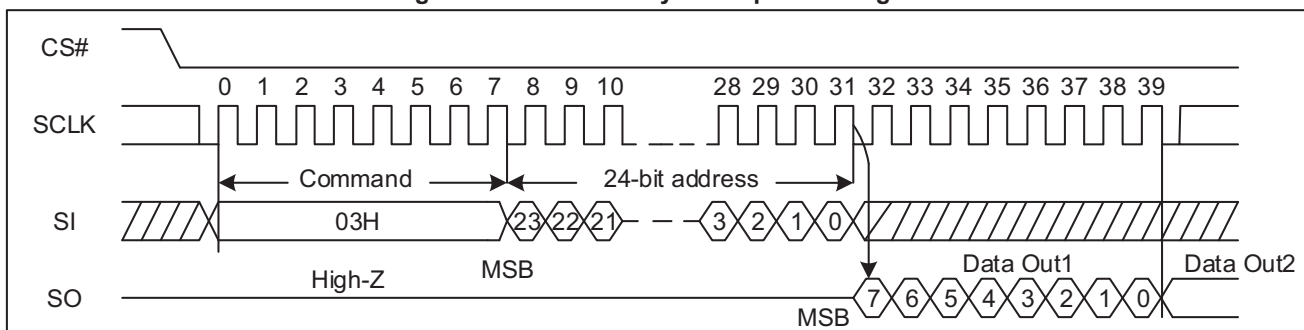 CS#
0 1 2 3 4 5 6 7 8 9 10 28 29 30 31 32 33 34 35 36 37 38 39
SCLK
Command 24-bit address
SI 03H 23 22 21 3 2 1 0
High-Z MSB Data Out1 Data Out2
SO 7 6 5 4 3 2 1 0
MSB